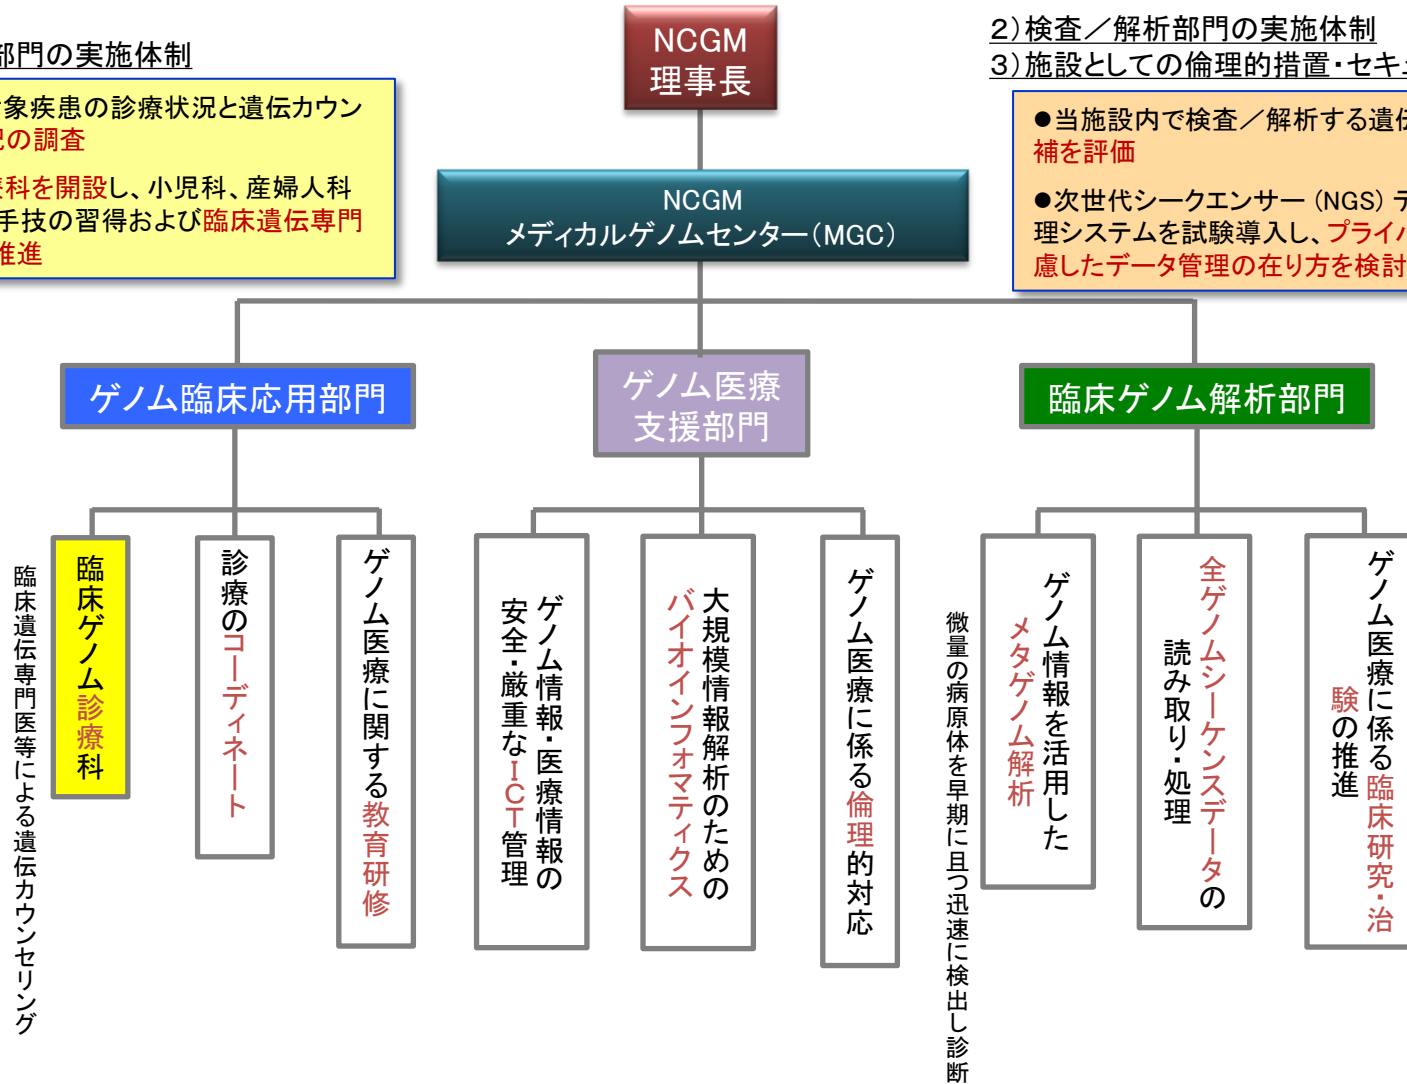 部門の実施体制
象疾患の診療状況と遺伝カウン
の調査
科を開設し、小児科、産婦人科
手技の習得および臨床遺伝専門
推進
NCGM
理事長
NCGM
メディカルゲノムセンター(MGC)
2)検査/解析部門の実施体制
3)施設としての倫理的措置・セキ
●当施設内で検査/解析する遺
補を評価
●次世代シークエンサー (NGS) デ
理システムを試験導入し、プライバ
慮したデータ管理の在り方を検討
ゲノム臨床応用部門
ゲノム医療
支援部門
臨床ゲノム解析部門
臨床遺伝専門医等による遺伝カウンセリング
臨床ゲノム診療科
診療のコーディネート
ゲノム医療に関する教育研修
ゲノム情報・医療情報の
安全・厳重なICT管理
大規模情報解析のための
バイオインフォマティクス
ゲノム医療に係る倫理的対応
微量の病原体を早期に且つ迅速に検出し診断
ゲノム情報を活用した
メタゲノム解析
全ゲノムシーケンスデータの
読み取り・処理
ゲノム医療に係る臨床研究・治
験の推進